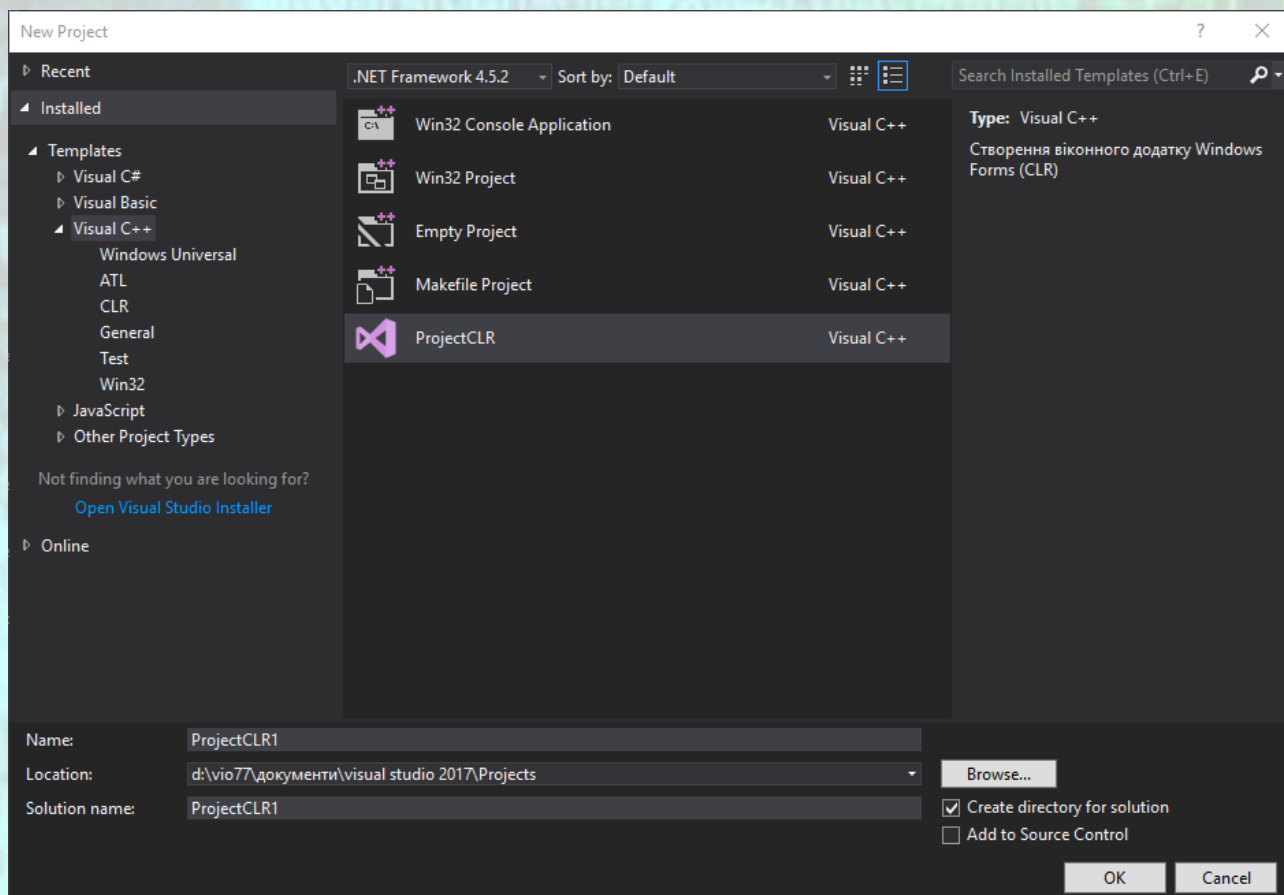 New Project
?
Recent
Installed
Templates
Visual C#
Visual Basic
Visual C++
Windows Universal
ATL
CLR
General
Test
Win32
JavaScript
Other Project Types
Not finding what you are looking for?
Open Visual Studio Installer
Online
.NET Framework 4.5.2 Sort by: Default
Win32 Console Application Visual C++
Win32 Project Visual C++
Empty Project Visual C++
Makefile Project Visual C++
ProjectCLR Visual C++
Search Installed Templates (Ctrl+E)
Type: Visual C++
Створення віконного додатку Windows
Forms (CLR)
Name: ProjectCLR1
Location: d:\vio77\документи\visual studio 2017\Projects
Browse...
Solution name: ProjectCLR1
Create directory for solution
Add to Source Control
OK Cancel